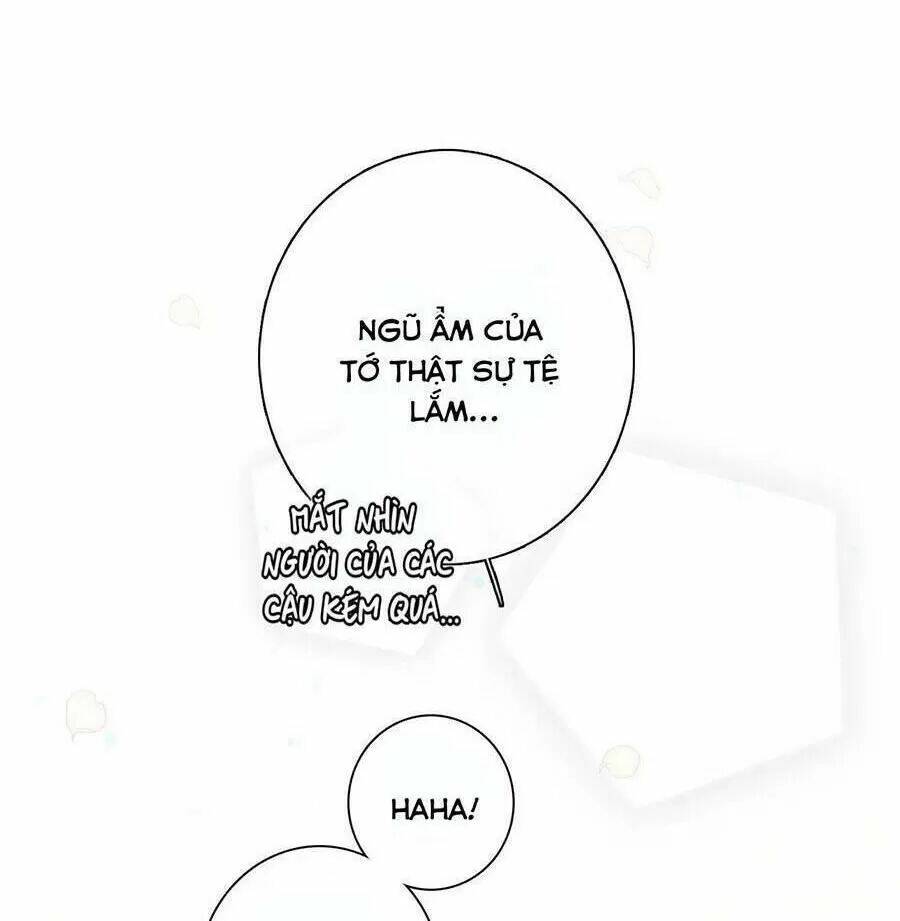 NGŨ ẨM CỦA
TỚ THẬT SỰ TỆ
LẮM...
MẮT NHÌN
NGƯỜI CỦA CÁC
CẬU KÉM QUÁ...
HAHA!